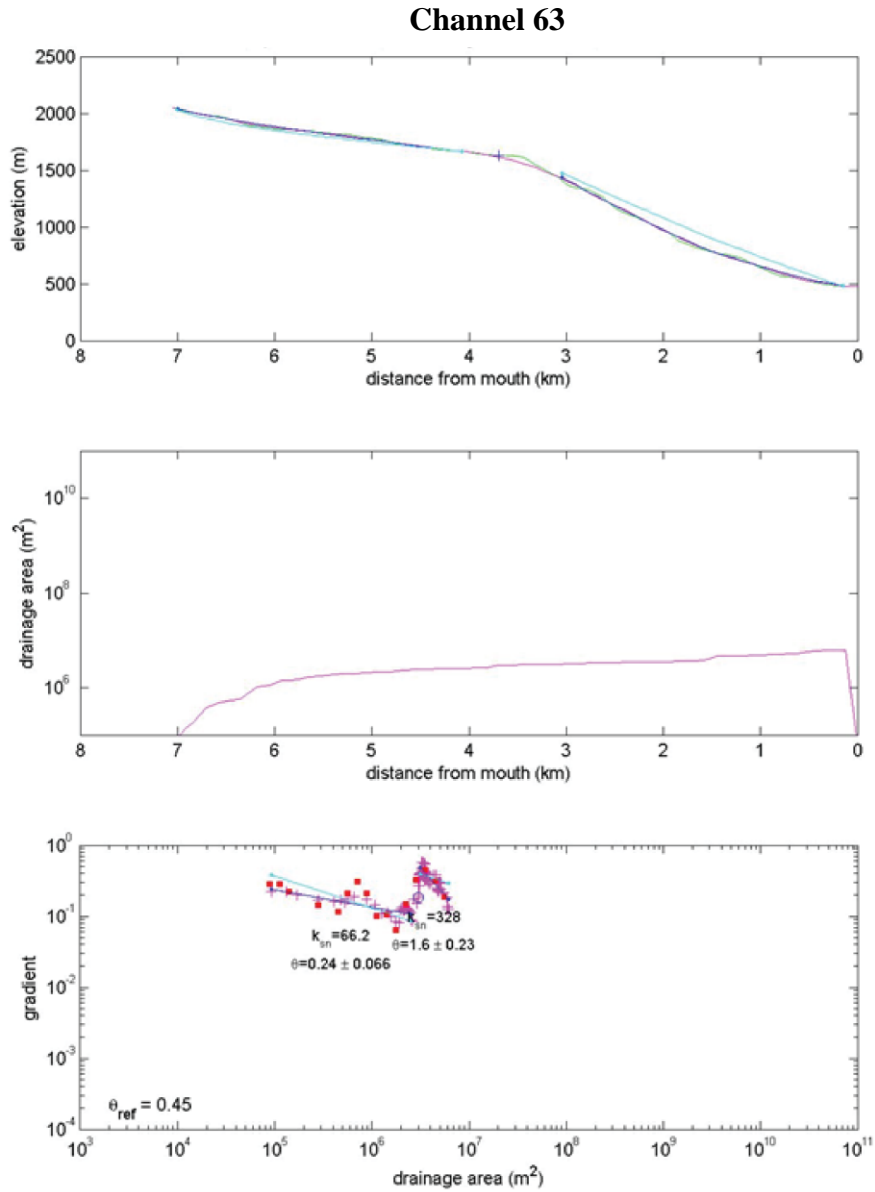 Channel 63
2500
2000
1500
1000
500
0
elevation (m)
8 7 6 5 4 3 2 1 0
distance from mouth (km)
10^10
10^8
10^6
drainage area (m^2)
8 7 6 5 4 3 2 1 0
distance from mouth (km)
10^0
10^-1
10^-2
10^-3
10^-4
gradient
k_sn=66.2
θ=0.24 ± 0.066
k_sn=328
θ=1.6 ± 0.23
θ_ref = 0.45
10^3 10^4 10^5 10^6 10^7 10^8 10^9 10^10 10^11
drainage area (m^2)